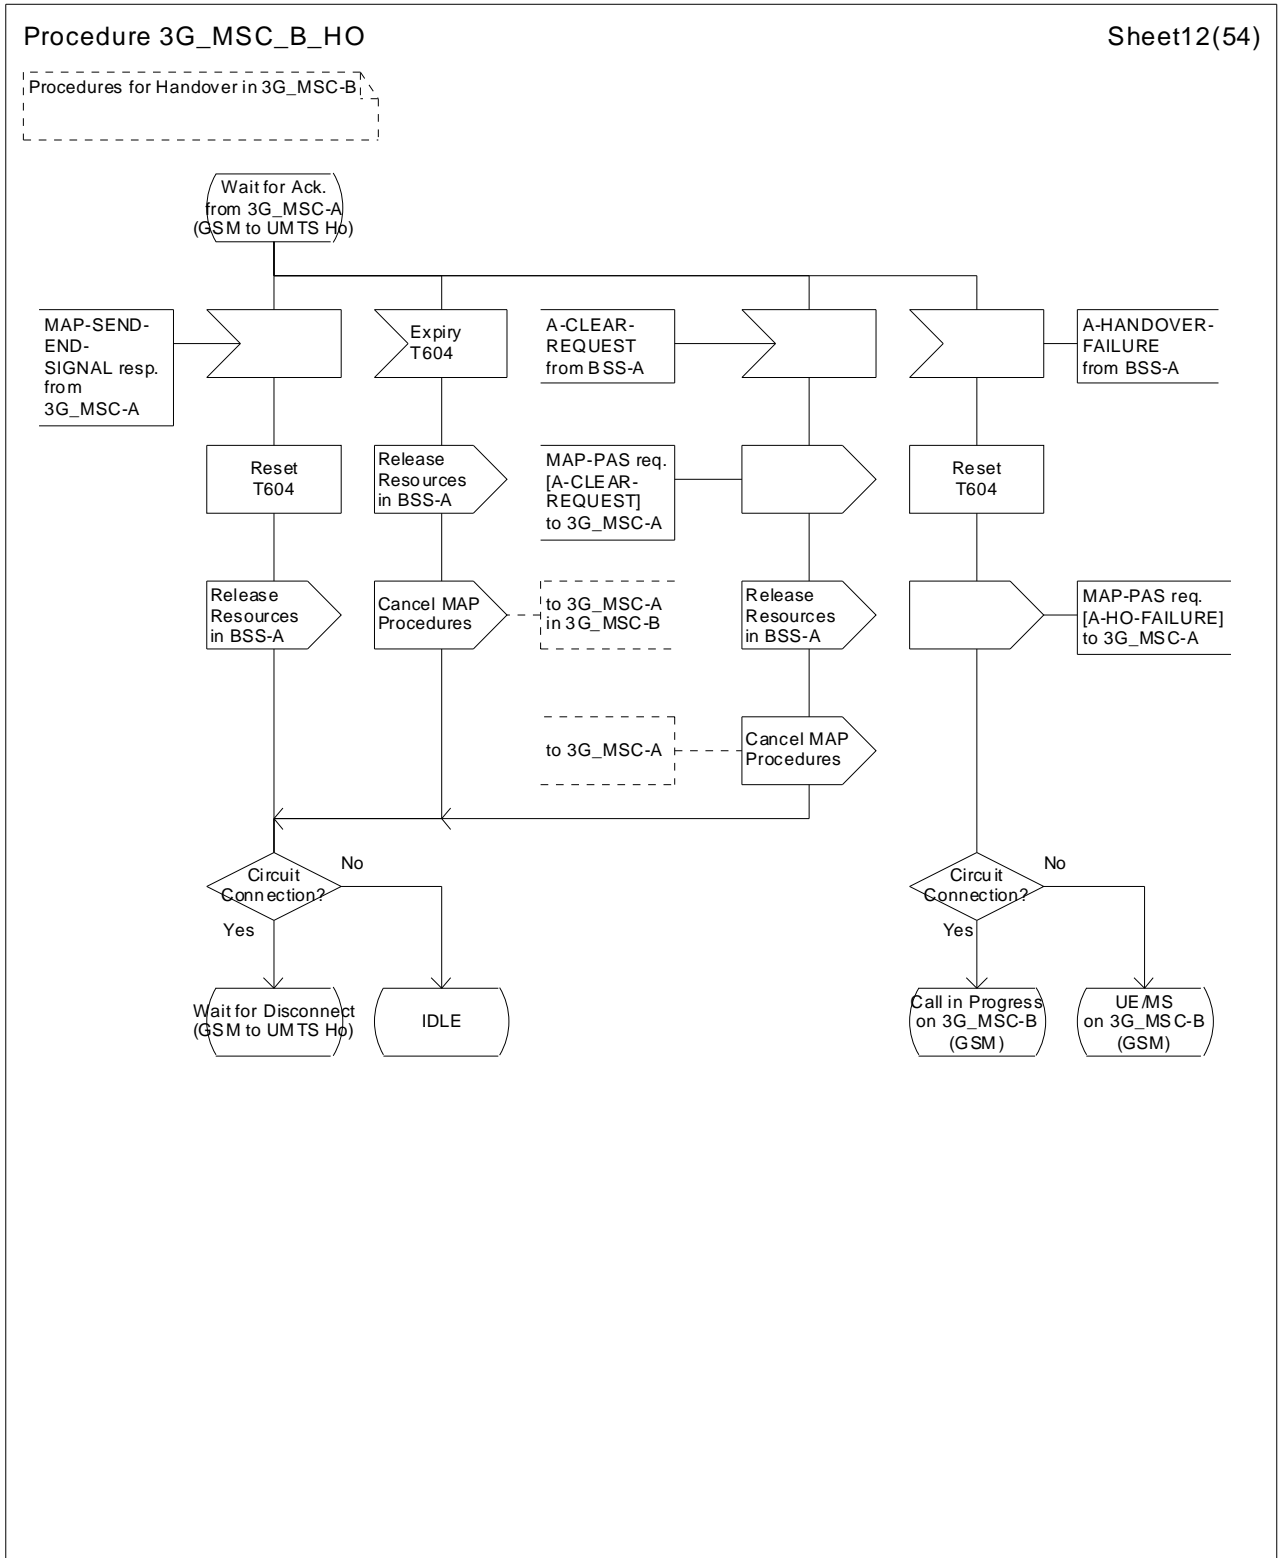 Procedure 3G_MSC_B_HO
Sheet12(54)
Procedures for Handover in 3G_MSC-B
Wait for Ack.
from 3G_MSC-A
(GSM to UMTS Ho)
MAP-SEND-
END-
SIGNAL resp.
from
3G_MSC-A
Expiry
T604
A-CLEAR-
REQUEST
from BSS-A
A-HANDOVER-
FAILURE
from BSS-A
Reset
T604
Release
Resources
in BSS-A
MAP-PAS req.
[A-CLEAR-
REQUEST]
to 3G_MSC-A
Reset
T604
Release
Resources
in BSS-A
Cancel MAP
Procedures
to 3G_MSC-A
in 3G_MSC-B
Release
Resources
in BSS-A
MAP-PAS req.
[A-HO-FAILURE]
to 3G_MSC-A
to 3G_MSC-A
Cancel MAP
Procedures
Circuit
Connection?
No
Yes
Circuit
Connection?
No
Yes
Wait for Disconnect
(GSM to UMTS Ho)
IDLE
Call in Progress
on 3G_MSC-B
(GSM)
UE/MS
on 3G_MSC-B
(GSM)